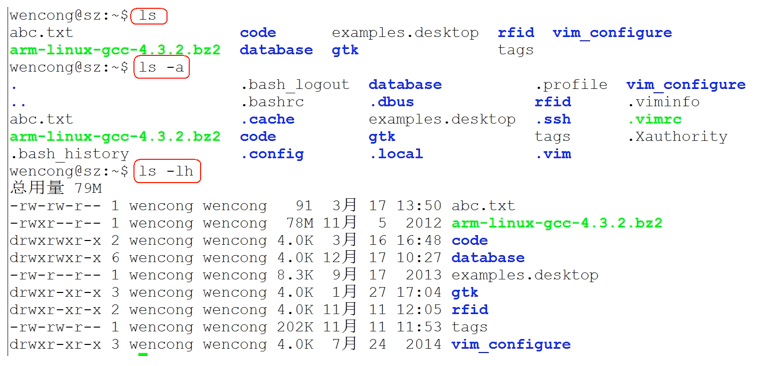 wencong@sz:~$ ls
abc.txt code examples.desktop rfid vim_configure
arm-linux-gcc-4.3.2.bz2 database gtk tags
wencong@sz:~$ ls -a
. .bash_logout database .profile vim_configure
.. .bashrc .dbus rfid .viminfo
abc.txt .cache examples.desktop .ssh .vimrc
arm-linux-gcc-4.3.2.bz2 code gtk tags .Xauthority
.bash_history .config .local .vim
wencong@sz:~$ ls -lh
总用量 79M
-rw-rw-r-- 1 wencong wencong 91 3月 17 13:50 abc.txt
-rwxrw-r-- 1 wencong wencong 78M 11月 5 2012 arm-linux-gcc-4.3.2.bz2
drwxrwxr-x 2 wencong wencong 4.0K 3月 16 16:48 code
drwxrwxr-x 6 wencong wencong 4.0K 12月 17 10:27 database
-rw-r--r-- 1 wencong wencong 8.3K 9月 17 2013 examples.desktop
drwxr-xr-x 3 wencong wencong 4.0K 1月 27 17:04 gtk
drwxr-xr-x 2 wencong wencong 4.0K 11月 11 12:05 rfid
-rw-rw-r-- 1 wencong wencong 202K 11月 11 11:53 tags
drwxr-xr-x 3 wencong wencong 4.0K 7月 24 2014 vim_configure